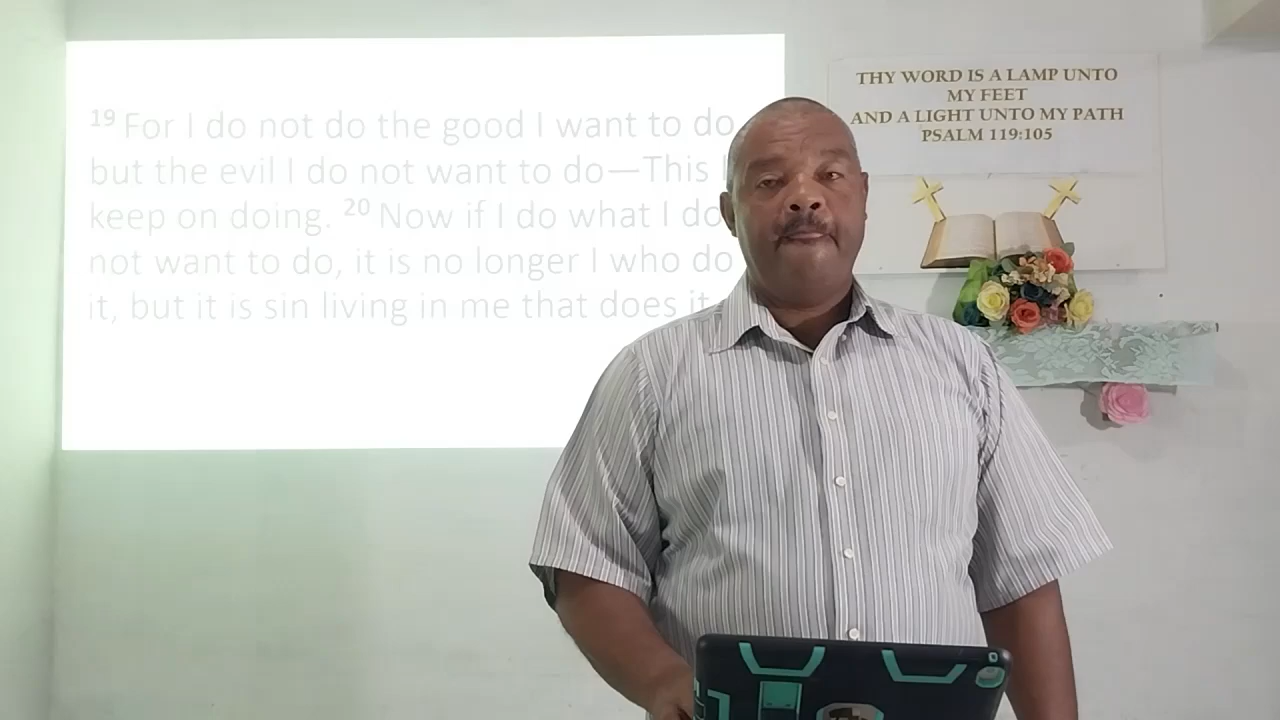 19 For I do not do the good I want to do
but the evil I do not want to do—This I
keep on doing. 20 Now if I do what I do
not want to do, it is no longer I who do
it, but it is sin living in me that does it
THY WORD IS A LAMP UNTO
MY FEET
AND A LIGHT UNTO MY PATH
PSALM 119:105